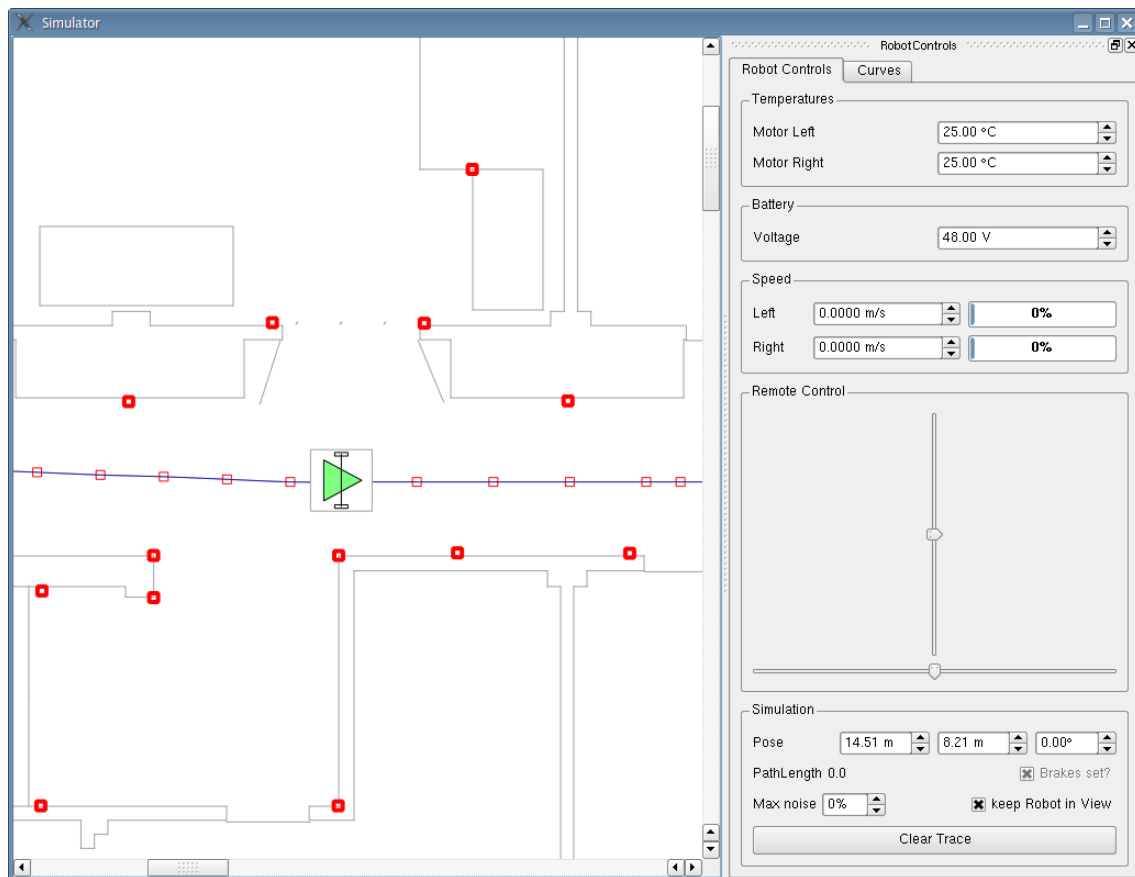 Simulator
RobotControls
Robot Controls
Curves
Temperatures
Motor Left 25.00 °C
Motor Right 25.00 °C
Battery
Voltage 48.00 V
Speed
Left 0.0000 m/s 0%
Right 0.0000 m/s 0%
Remote Control
Simulation
Pose 14.51 m 8.21 m 0.00°
PathLength 0.0 Brakes set?
Max noise 0% keep Robot in View
Clear Trace